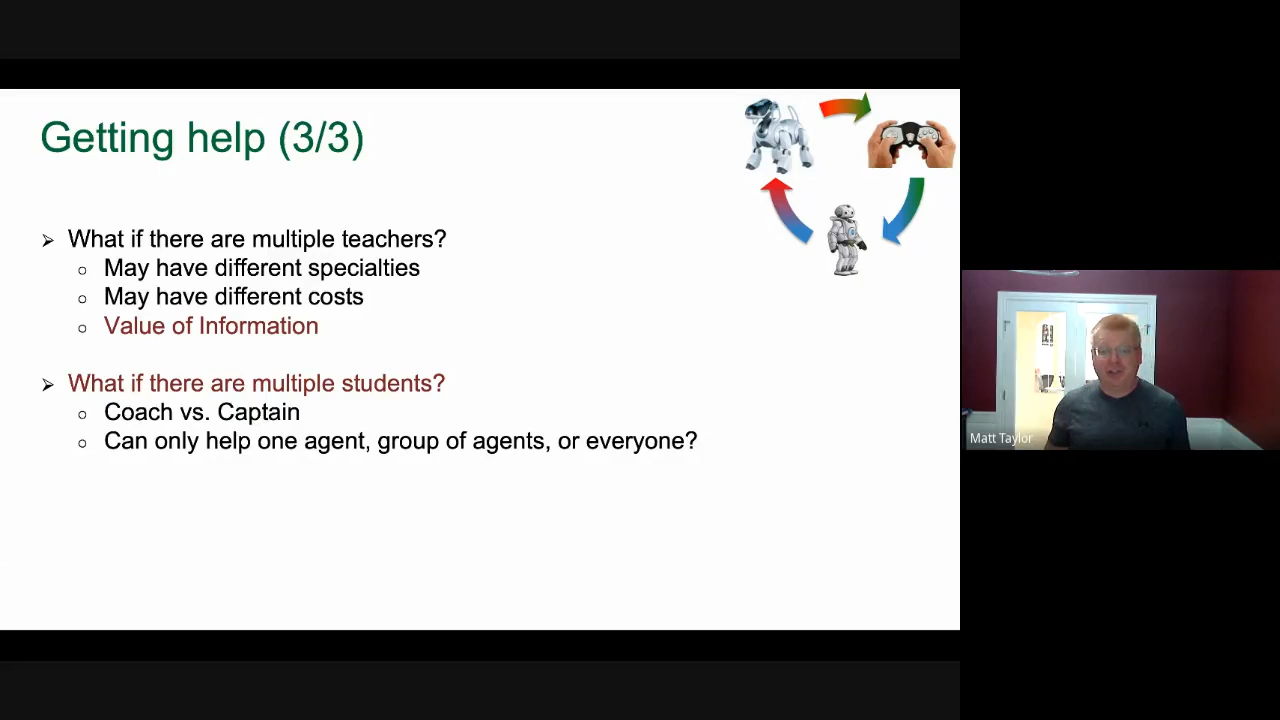 Getting help (3/3)
➢ What if there are multiple teachers?
○ May have different specialties
○ May have different costs
○ Value of Information
➢ What if there are multiple students?
○ Coach vs. Captain
○ Can only help one agent, group of agents, or everyone?
Matt Taylor